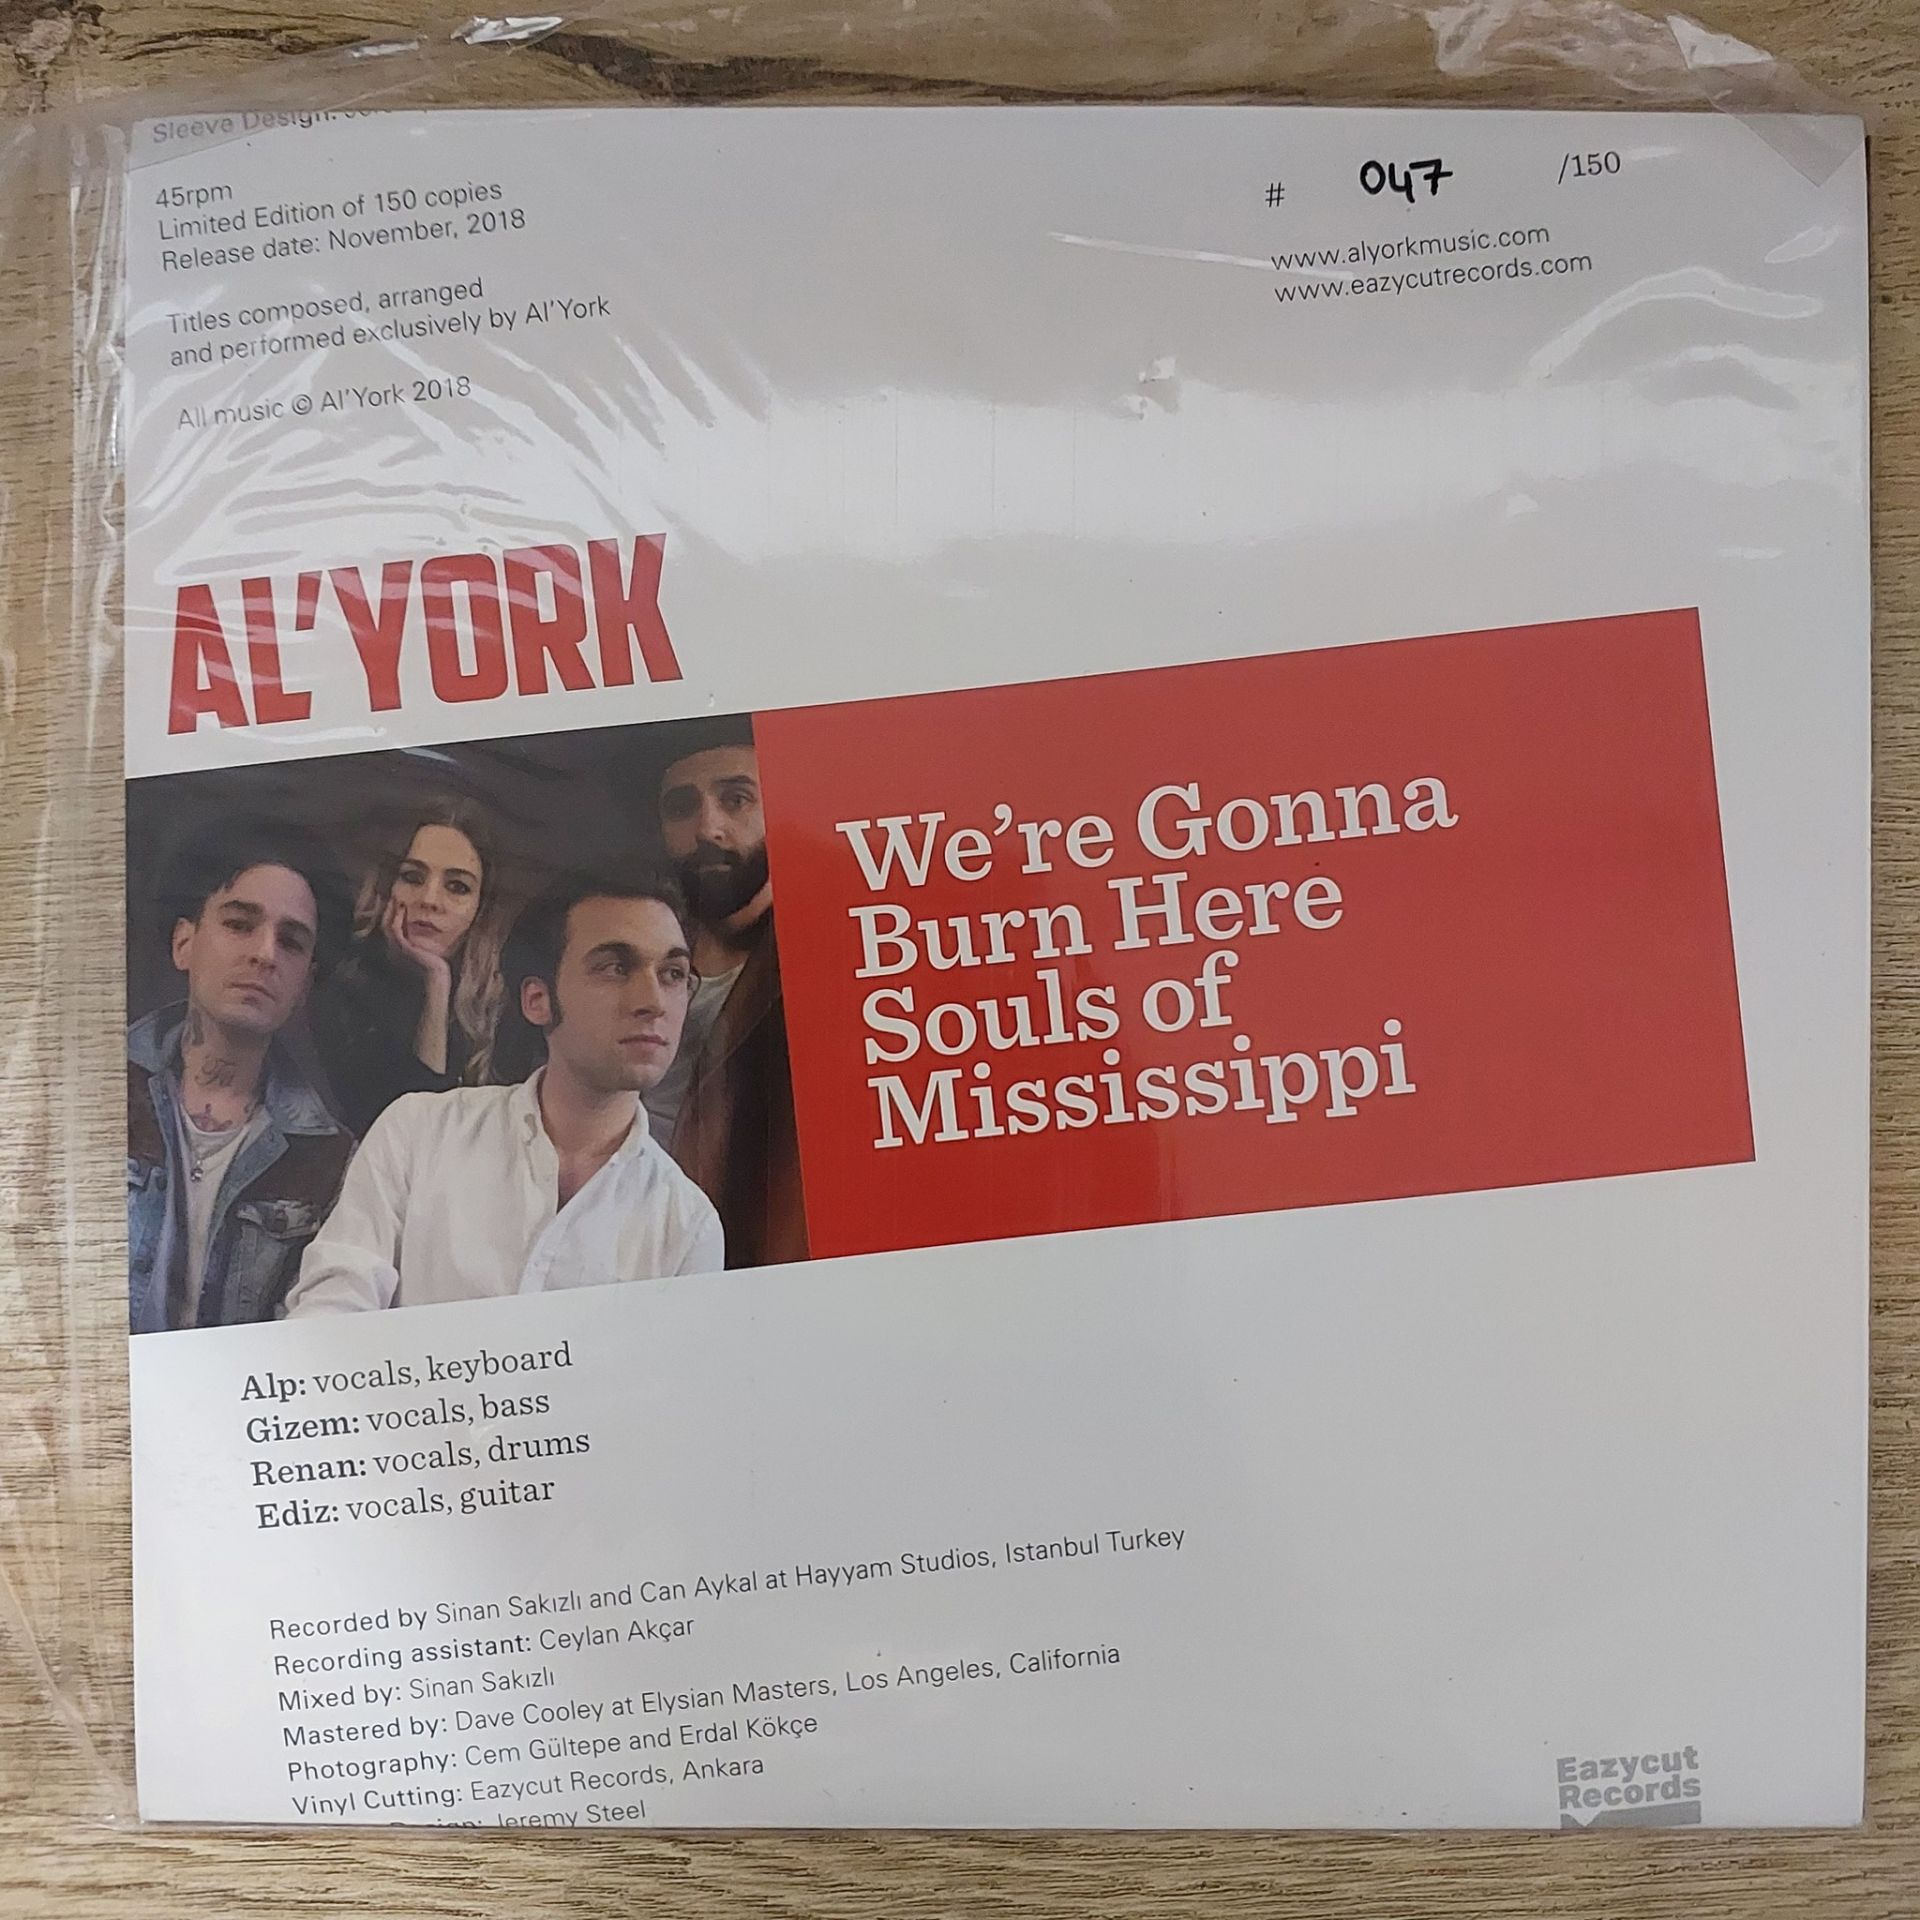 Sleeve Design:
45rpm
Limited Edition of 150 copies
Release date: November, 2018
Titles composed, arranged
and performed exclusively by Al'York
All music © Al'York 2018
# 047 /150
www.alyorkmusic.com
www.eazycutrecords.com
AL'YORK
We're Gonna
Burn Here
Souls of
Mississippi
Alp: vocals, keyboard
Gizem: vocals, bass
Renan: vocals, drums
Ediz: vocals, guitar
Recorded by Sinan Sakızlı and Can Aykal at Hayyam Studios, Istanbul Turkey
Recording assistant: Ceylan Akçar
Mixed by: Sinan Sakızlı
Mastered by: Dave Cooley at Elysian Masters, Los Angeles, California
Photography: Cem Gültepe and Erdal Kökçe
Vinyl Cutting: Eazycut Records, Ankara
Jeremy Steel
Eazycut
Records